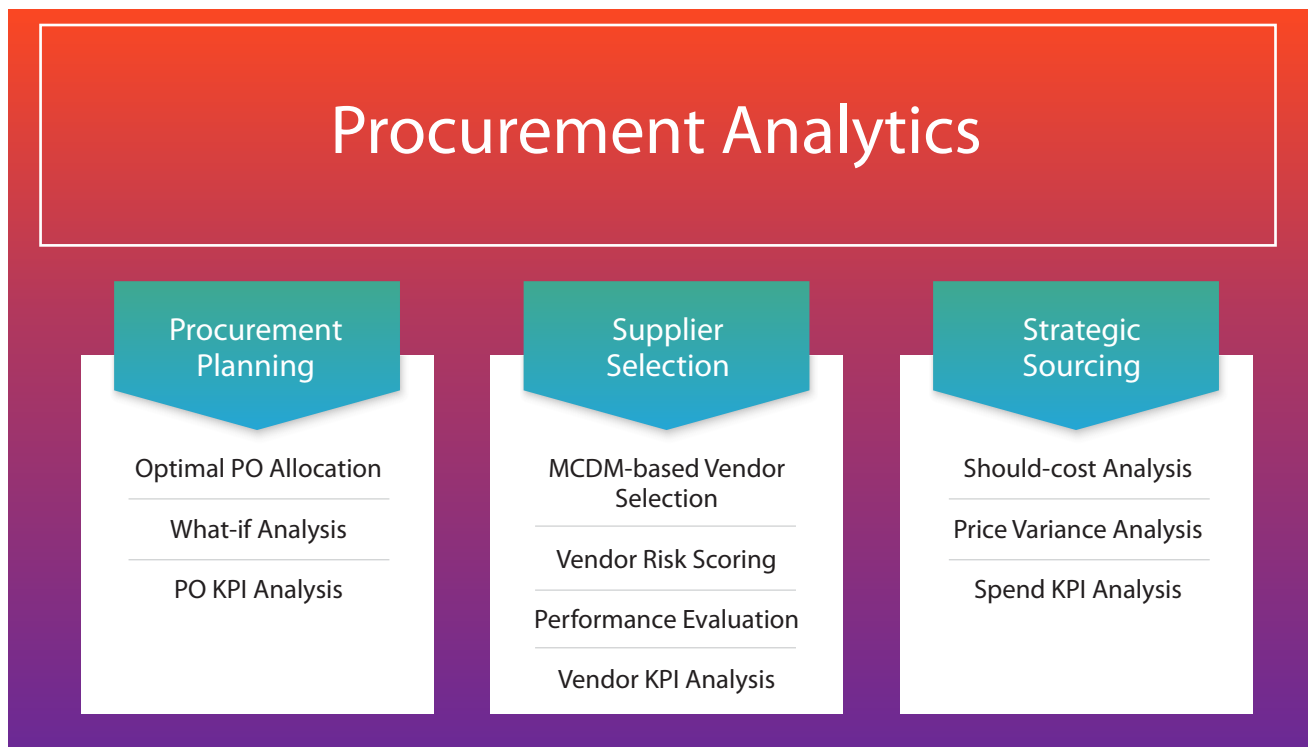 Procurement Analytics
Procurement
Planning
Optimal PO Allocation
What-if Analysis
PO KPI Analysis
Supplier
Selection
MCDM-based Vendor
Selection
Vendor Risk Scoring
Performance Evaluation
Vendor KPI Analysis
Strategic
Sourcing
Should-cost Analysis
Price Variance Analysis
Spend KPI Analysis